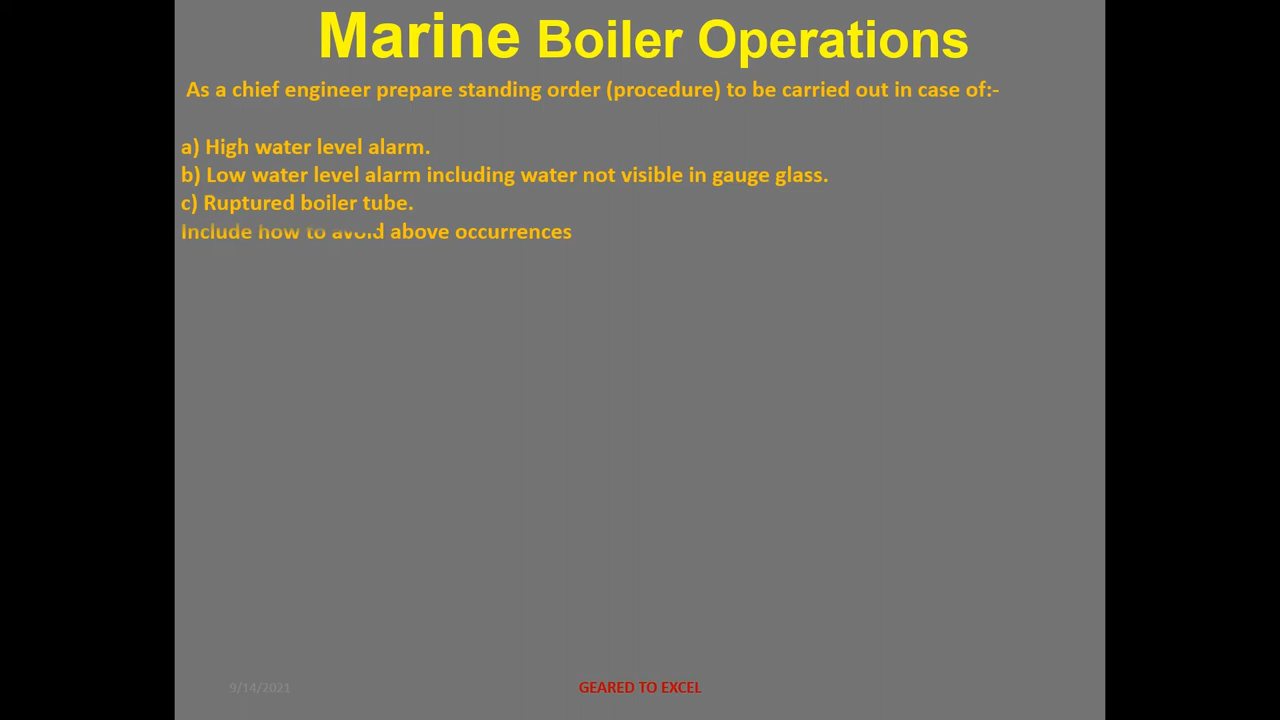 Marine Boiler Operations
As a chief engineer prepare standing order (procedure) to be carried out in case of:-
a) High water level alarm.
b) Low water level alarm including water not visible in gauge glass.
c) Ruptured boiler tube.
Include how to avoid above occurrences
9/14/2021
GEARED TO EXCEL